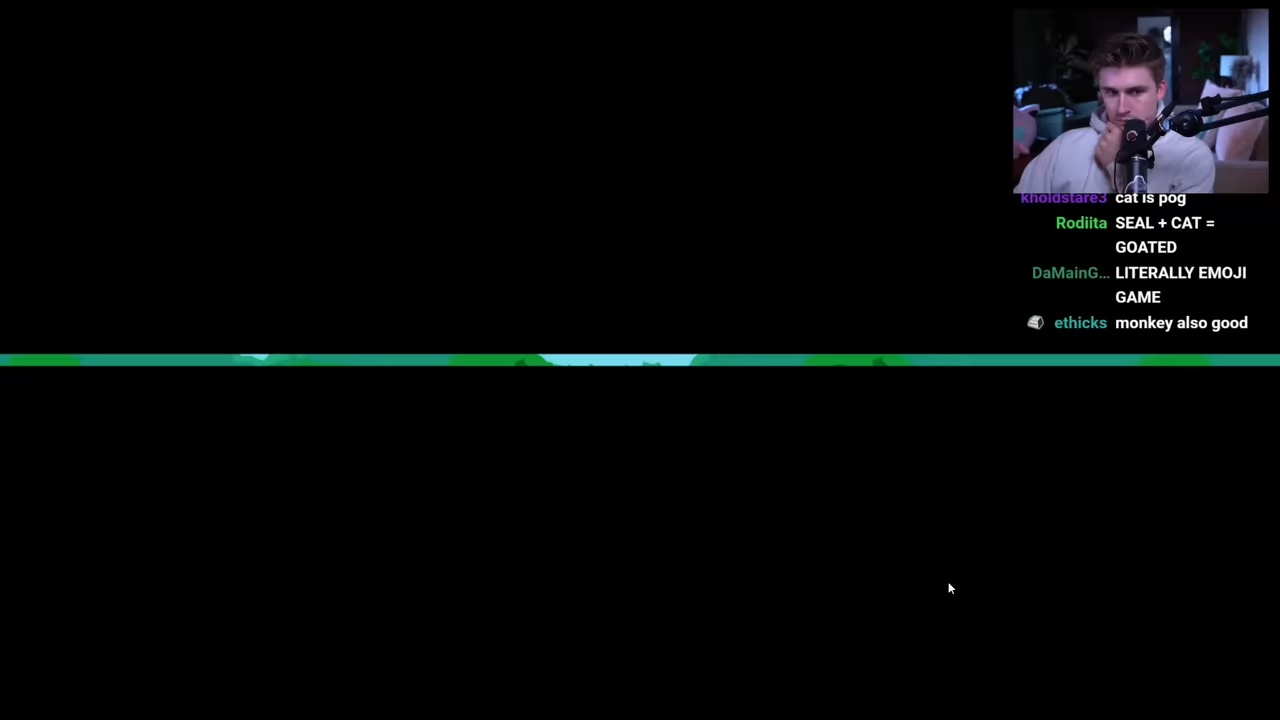 kholdstare3 cat is pog
Rodiita SEAL + CAT =
GOATED
DaMainG… LITERALLY EMOJI
GAME
ethicks monkey also good